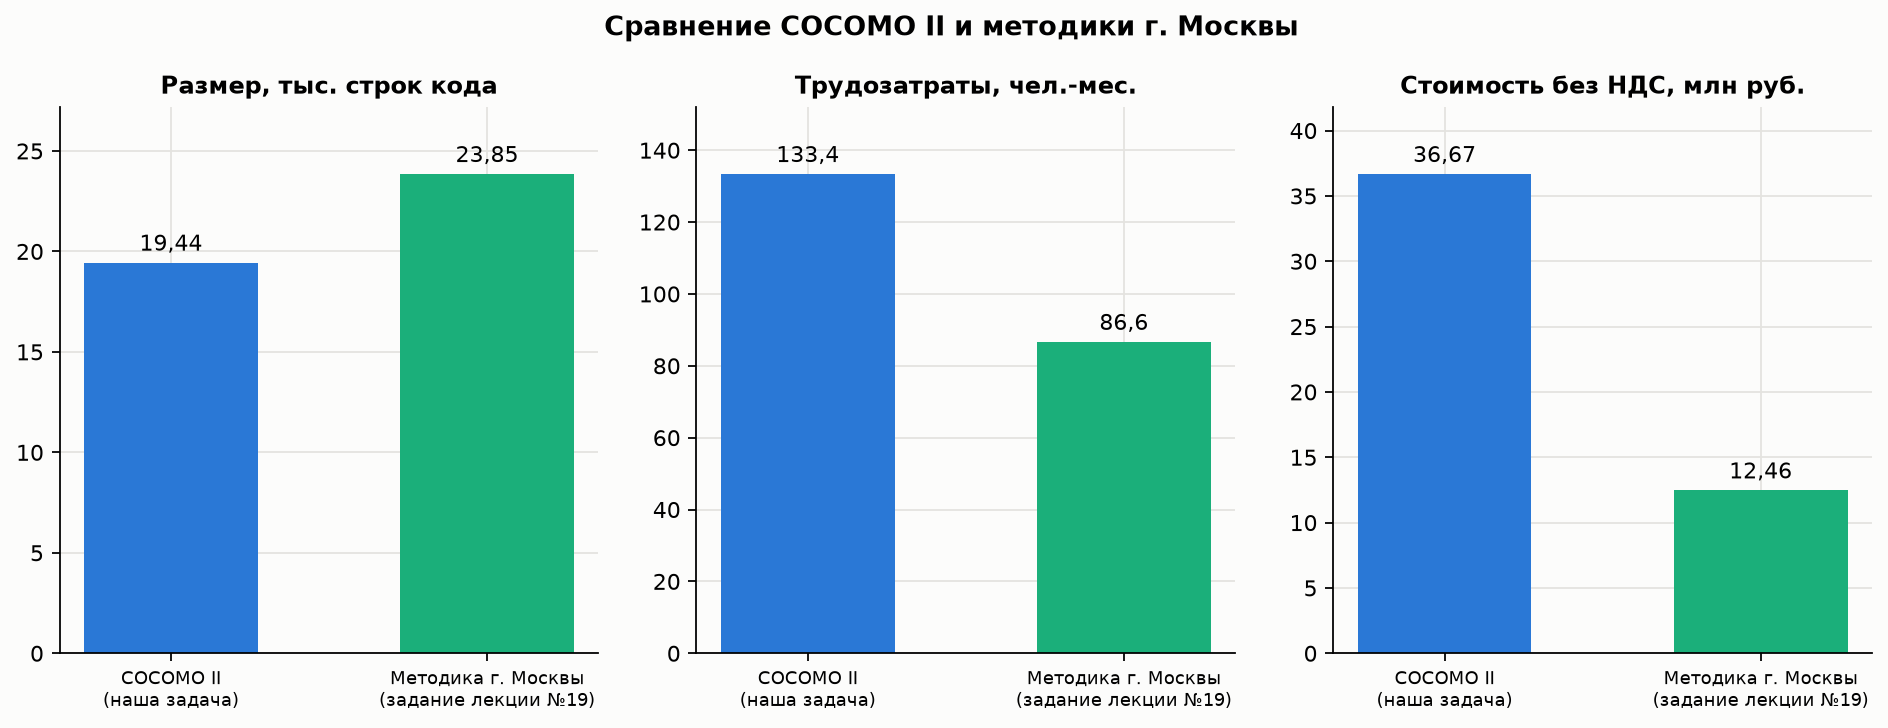 Сравнение COCOMO II и методики г. Москвы
Размер, тыс. строк кода
25
20
15
10
5
0
19,44
23,85
COCOMO II
(наша задача)
Методика г. Москвы
(задание лекции №19)
Трудозатраты, чел.-мес.
140
120
100
80
60
40
20
0
133,4
86,6
COCOMO II
(наша задача)
Методика г. Москвы
(задание лекции №19)
Стоимость без НДС, млн руб.
40
35
30
25
20
15
10
5
0
36,67
12,46
COCOMO II
(наша задача)
Методика г. Москвы
(задание лекции №19)